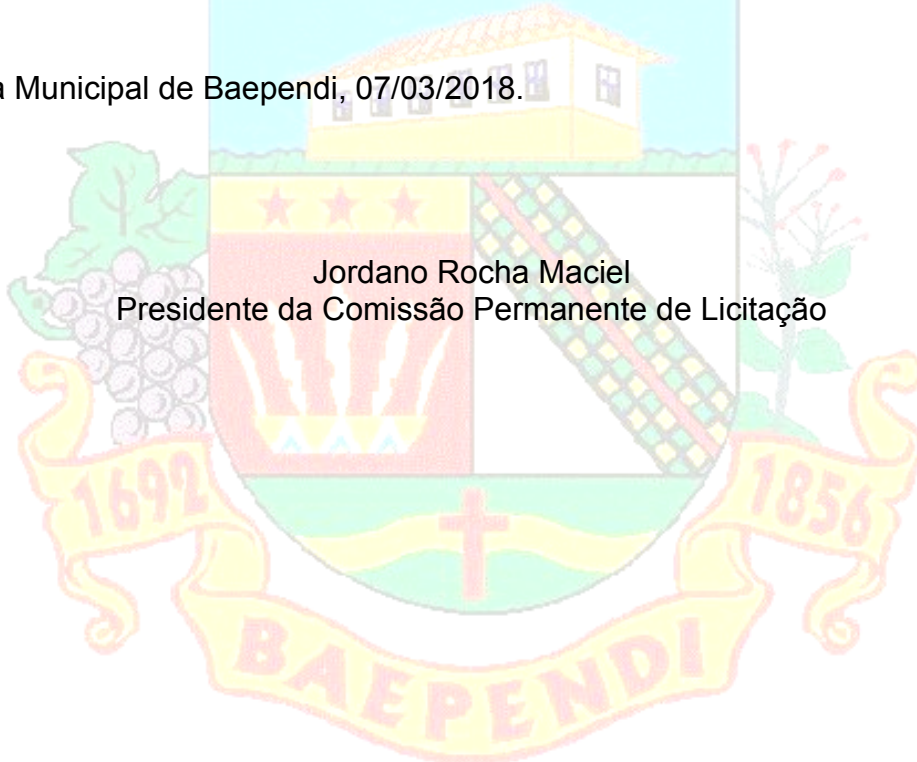 a Municipal de Baependi, 07/03/2018.
Jordano Rocha Maciel
Presidente da Comissão Permanente de Licitação
1692
1856
BAEPENDI